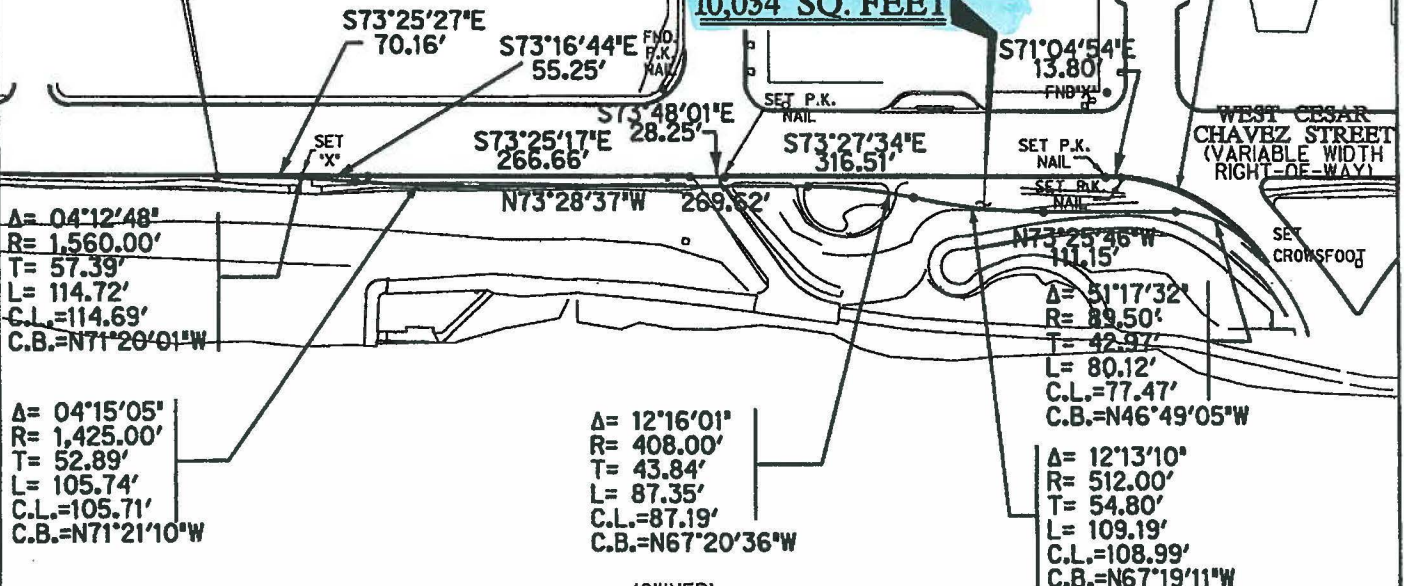 10,034 SQ. FEET
S73°25'27"E
70.16'
S73°16'44"E
55.25'
FND.
P.K.
NAIL
S71°04'54"E
13.80'
FND"X"
SET P.K.
NAIL
S73°48'01"E
28.25'
WEST CESAR
CHAVEZ STREET
(VARIABLE WIDTH
RIGHT-OF-WAY)
SET
"X"
S73°25'17"E
266.66'
S73°27'34"E
316.51'
SET P.K.
NAIL
SET P.K.
NAIL
N73°28'37"W 269.62'
N73°25'46"W
111.15'
SET
CROWSFOOT
Δ= 04°12'48"
R= 1,560.00'
T= 57.39'
L= 114.72'
C.L.=114.69'
C.B.=N71°20'01"W
Δ= 51°17'32"
R= 89.50'
T= 42.97'
L= 80.12'
C.L.=77.47'
C.B.=N46°49'05"W
Δ= 04°15'05"
R= 1,425.00'
T= 52.89'
L= 105.74'
C.L.=105.71'
C.B.=N71°21'10"W
Δ= 12°16'01"
R= 408.00'
T= 43.84'
L= 87.35'
C.L.=87.19'
C.B.=N67°20'36"W
Δ= 12°13'10"
R= 512.00'
T= 54.80'
L= 109.19'
C.L.=108.99'
C.B.=N67°19'11"W